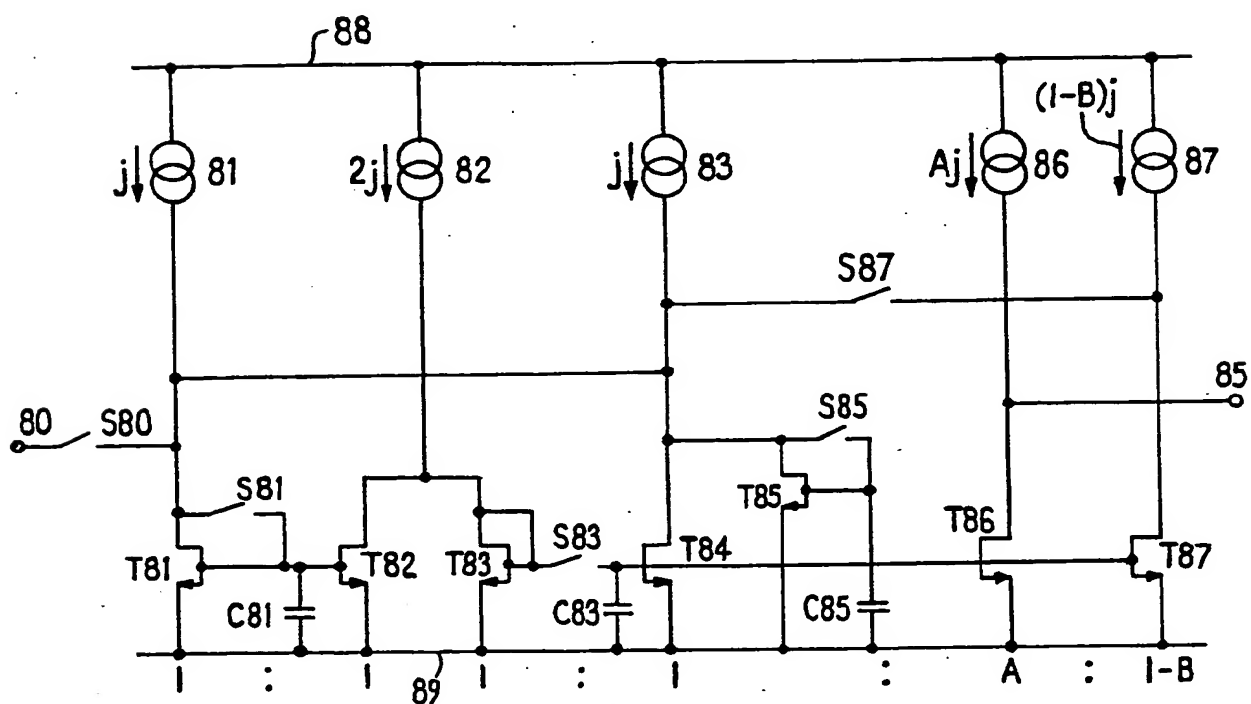 88
(1-B)j
j 81 2j 82 j 83 Aj 86 87
S87
85
80 S80 S85
S81
T85
T86
T81 T82 T83 S83 T84 T87
C81 C83 C85
1 : 1 1 : 1 : A : 1-B
89